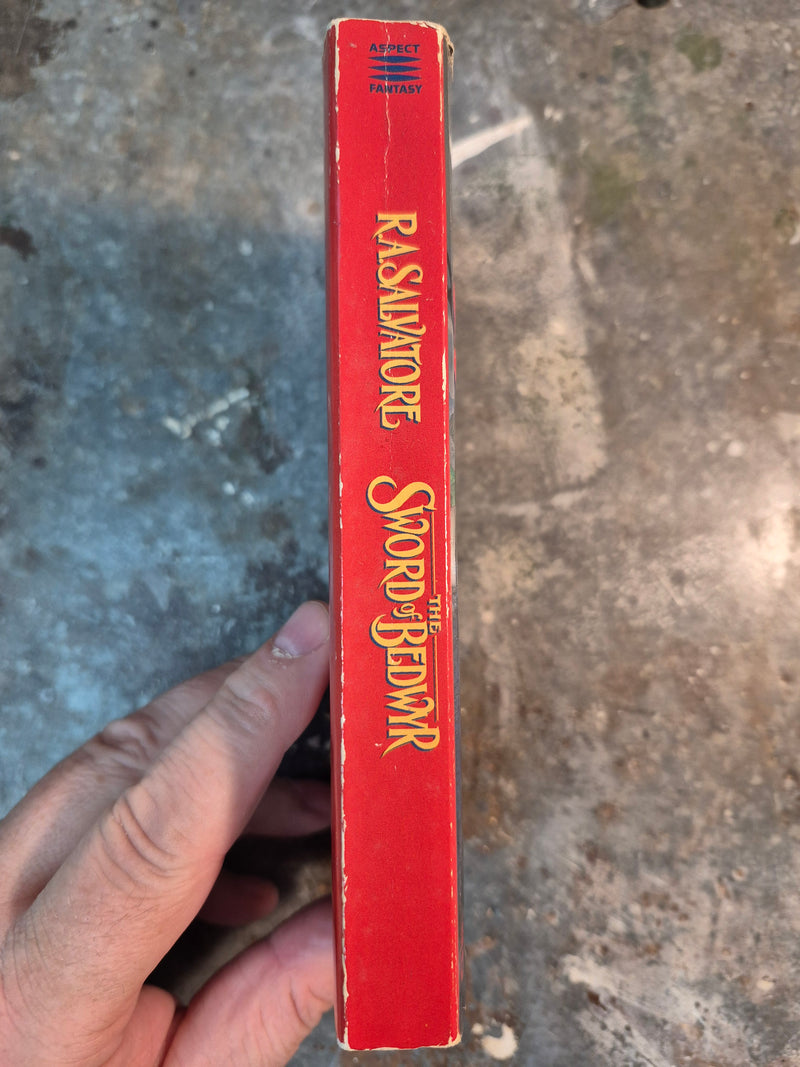 ASPECT
FANTASY
R.A. SALVATORE
THE
SWORD of BEDWYR